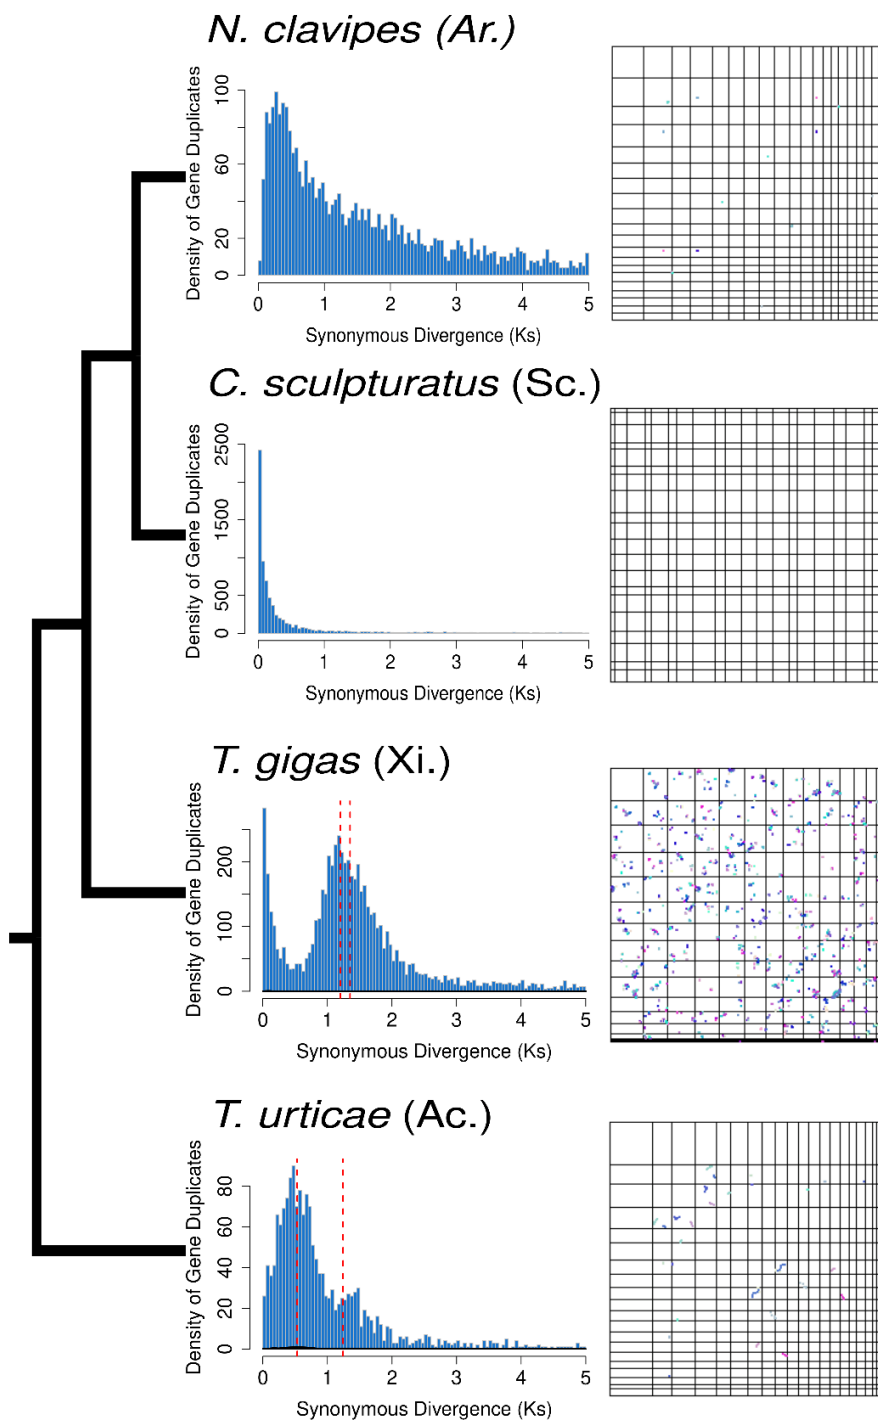 N. clavipes (Ar.)
Density of Gene Duplicates
100
60
20
0
0 1 2 3 4 5
Synonymous Divergence (Ks)
C. sculpturatus (Sc.)
Density of Gene Duplicates
2500
1500
500
0
0 1 2 3 4 5
Synonymous Divergence (Ks)
T. gigas (Xi.)
Density of Gene Duplicates
200
100
0
0 1 2 3 4 5
Synonymous Divergence (Ks)
T. urticae (Ac.)
Density of Gene Duplicates
80
60
40
20
0
0 1 2 3 4 5
Synonymous Divergence (Ks)